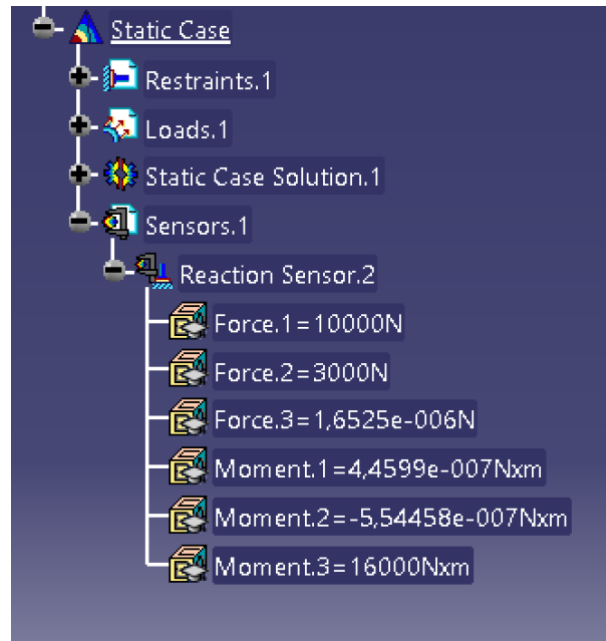 Static Case
Restraints.1
Loads.1
Static Case Solution.1
Sensors.1
Reaction Sensor.2
Force.1=10000N
Force.2=3000N
Force.3=1,6525e-006N
Moment.1=4,4599e-007Nxm
Moment.2=-5,54458e-007Nxm
Moment.3=16000Nxm